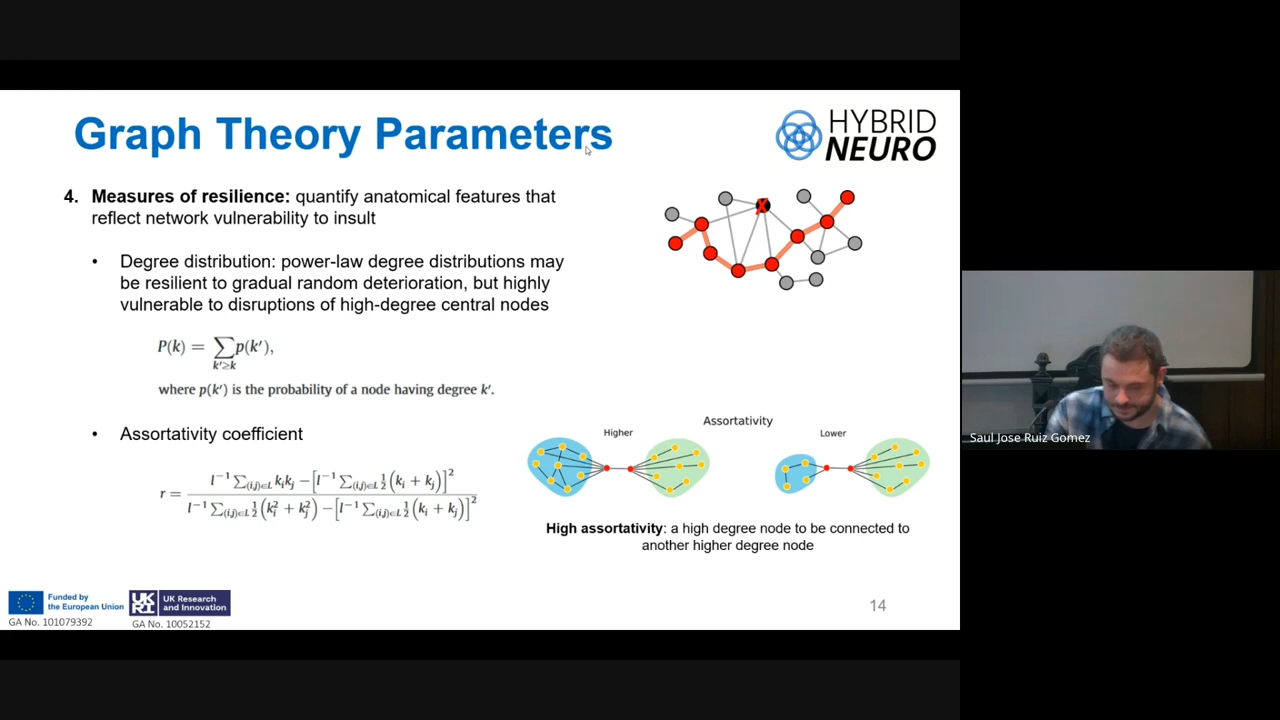 Graph Theory Parameters
HYBRID
NEURO
4. Measures of resilience: quantify anatomical features that
reflect network vulnerability to insult
• Degree distribution: power-law degree distributions may
be resilient to gradual random deterioration, but highly
vulnerable to disruptions of high-degree central nodes
P(k) = ∑k′≥k p(k′),
where p(k′) is the probability of a node having degree k′.
• Assortativity coefficient
r = (l⁻¹ ∑(i,j)∈L kᵢkⱼ − [l⁻¹ ∑(i,j)∈L ½(kᵢ + kⱼ)]²) / (l⁻¹ ∑(i,j)∈L ½(kᵢ² + kⱼ²) − [l⁻¹ ∑(i,j)∈L ½(kᵢ + kⱼ)]²)
Assortativity
Higher
Lower
High assortativity: a high degree node to be connected to
another higher degree node
Funded by
the European Union
GA No. 101079392
UKRI
UK Research
and Innovation
GA No. 10052152
14
Saul Jose Ruiz Gomez